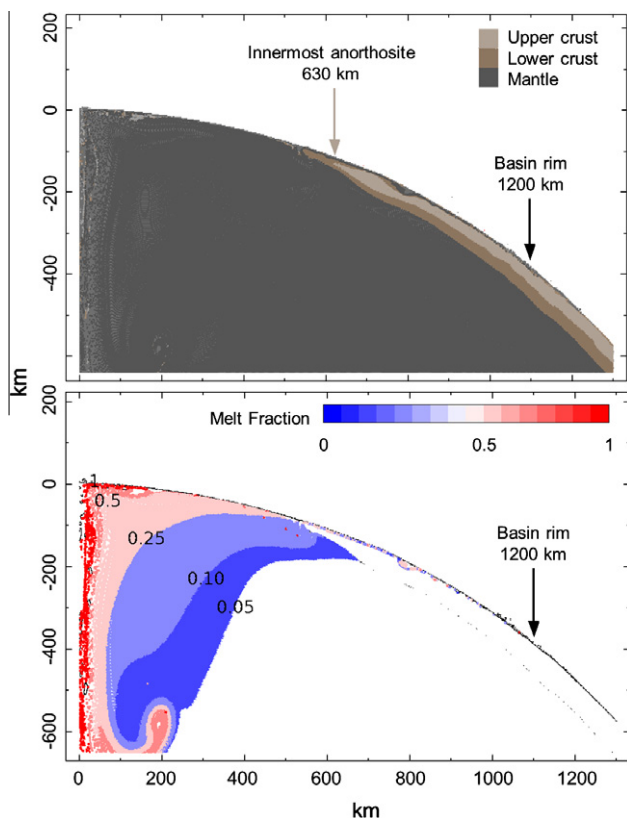 Innermost anorthosite
630 km
Upper crust
Lower crust
Mantle
Basin rim
1200 km
200
0
-200
-400
km
200
0
-200
-400
-600
Melt Fraction
0
0.5
1
1
0.5
0.25
0.10
0.05
Basin rim
1200 km
0
200
400
600
800
1000
1200
km